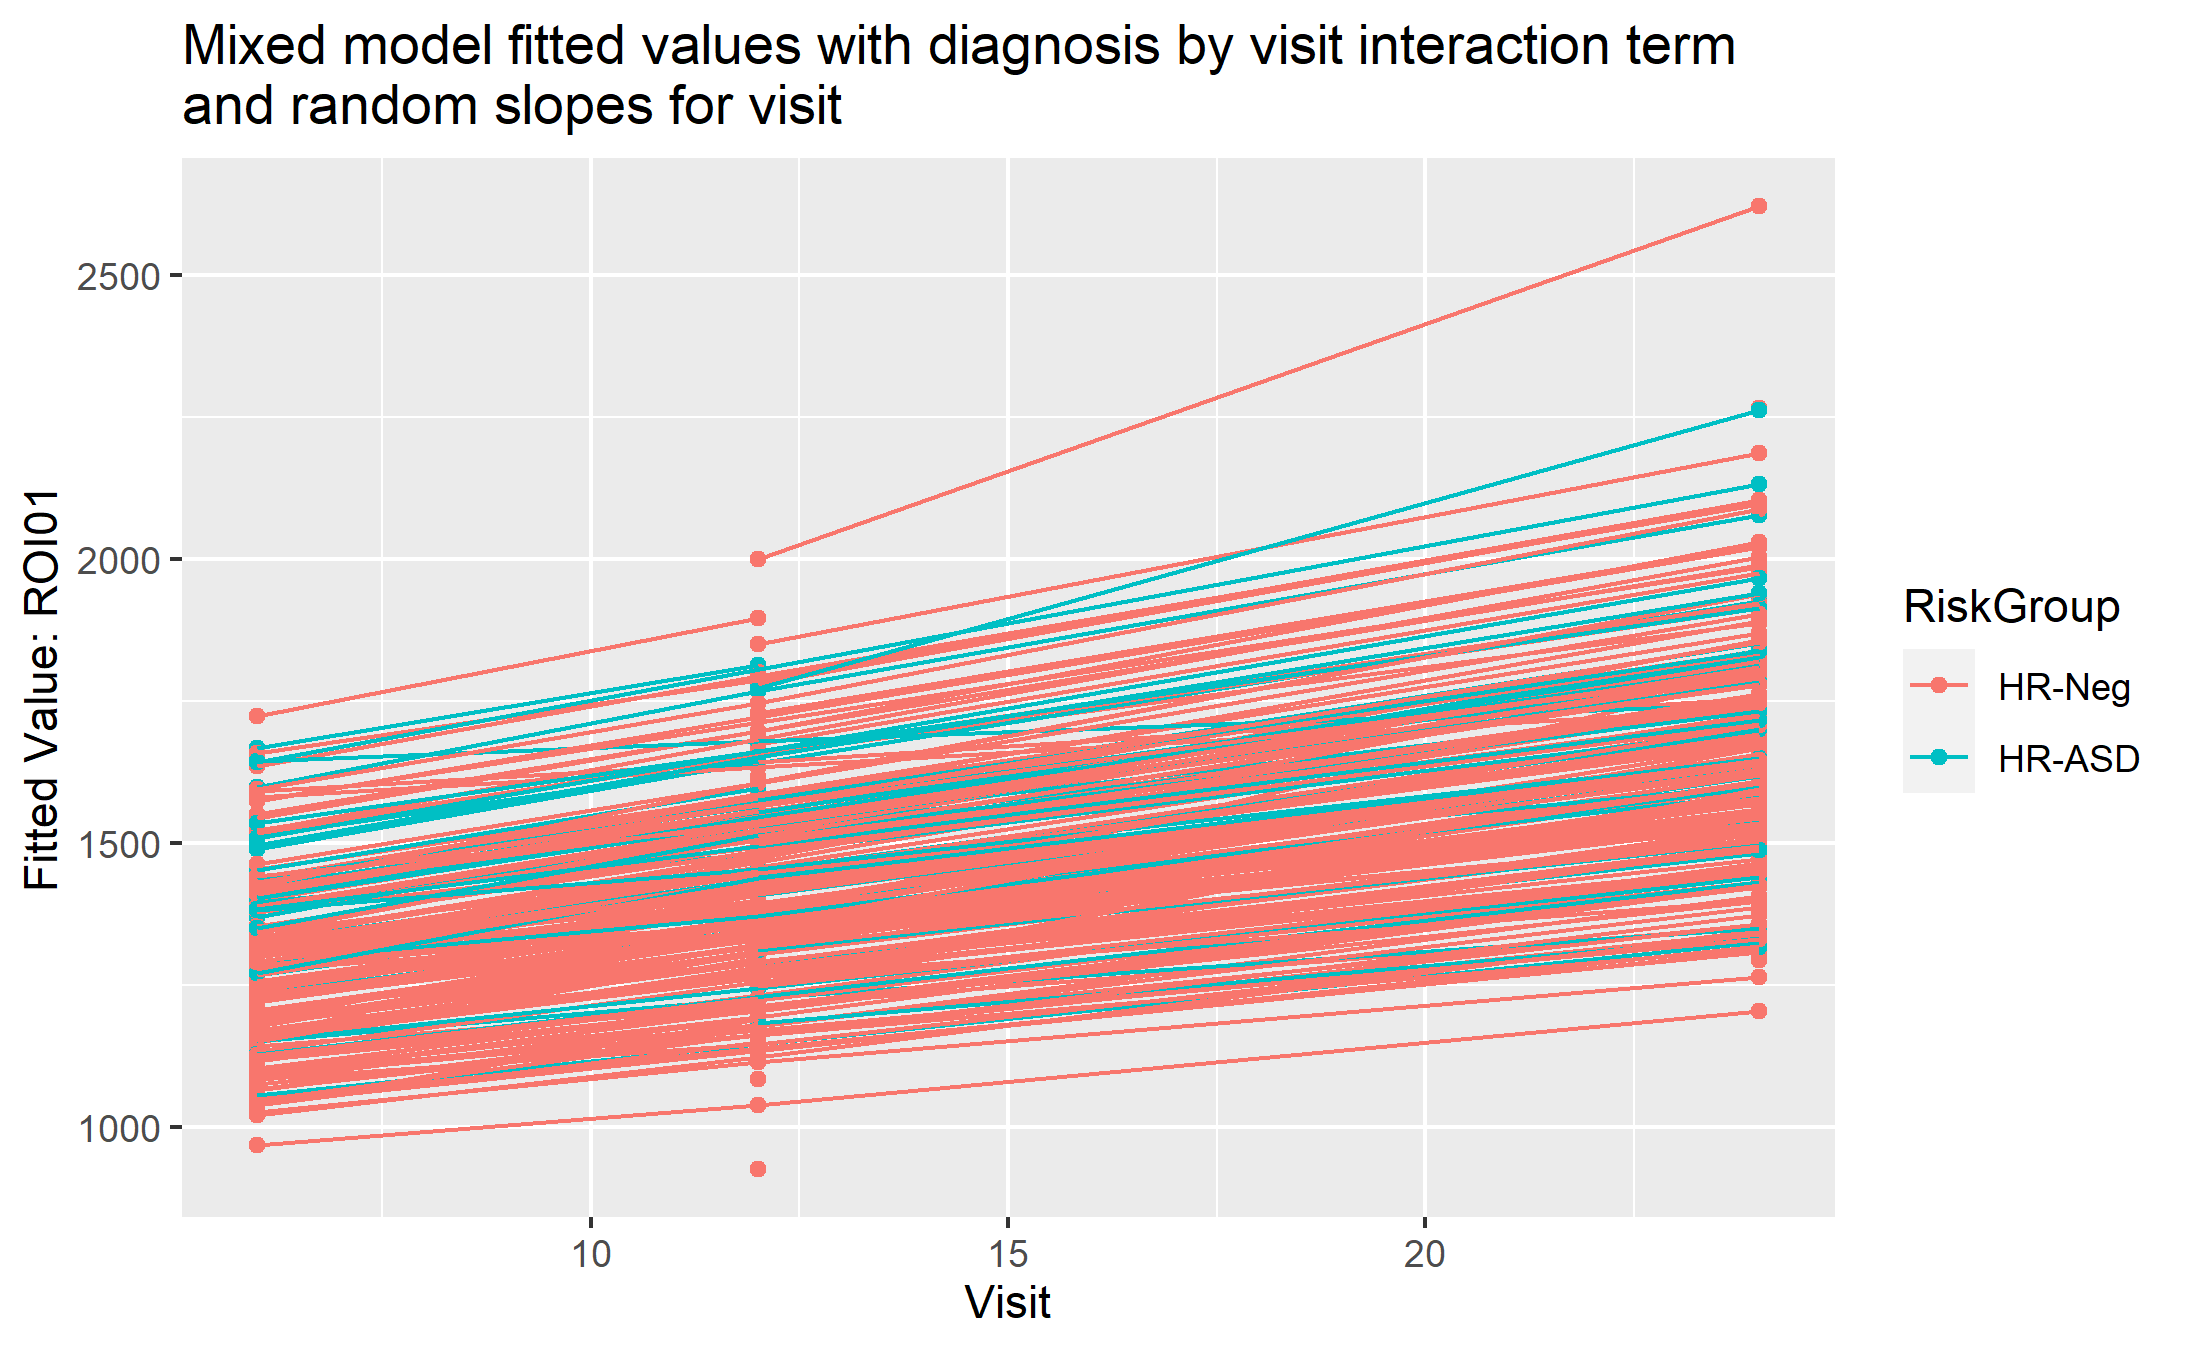 Mixed model fitted values with diagnosis by visit interaction term
and random slopes for visit
Fitted Value: ROI01
2500
2000
1500
1000
10
15
20
Visit
RiskGroup
HR-Neg
HR-ASD